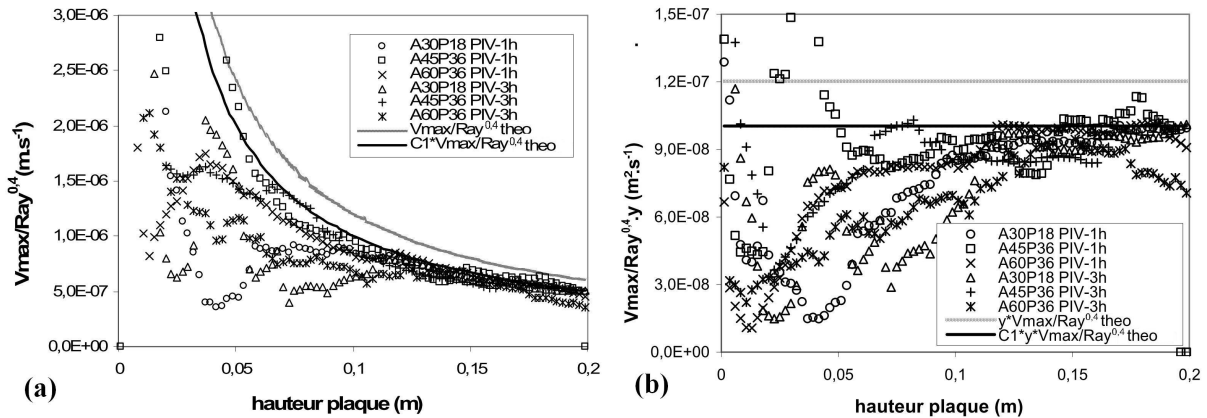 (a)
3,0E-06
2,5E-06
2,0E-06
1,5E-06
1,0E-06
5,0E-07
0,0E+00
Vmax/Ray^0,4 (ms⁻¹)
0
0,05
0,1
0,15
0,2
hauteur plaque (m)
A30P18 PIV-1h
A45P36 PIV-1h
A60P36 PIV-1h
A30P18 PIV-3h
A45P36 PIV-3h
A60P36 PIV-3h
Vmax/Ray^0,4 theo
C1*Vmax/Ray^0,4 theo
(b)
1,5E-07
1,2E-07
9,0E-08
6,0E-08
3,0E-08
0,0E+00
Vmax/Ray^0,4.y (m².s⁻¹)
0
0,05
0,1
0,15
0,2
hauteur plaque (m)
A30P18 PIV-1h
A45P36 PIV-1h
A60P36 PIV-1h
A30P18 PIV-3h
A45P36 PIV-3h
A60P36 PIV-3h
y*Vmax/Ray^0,4 theo
C1*y*Vmax/Ray^0,4 theo